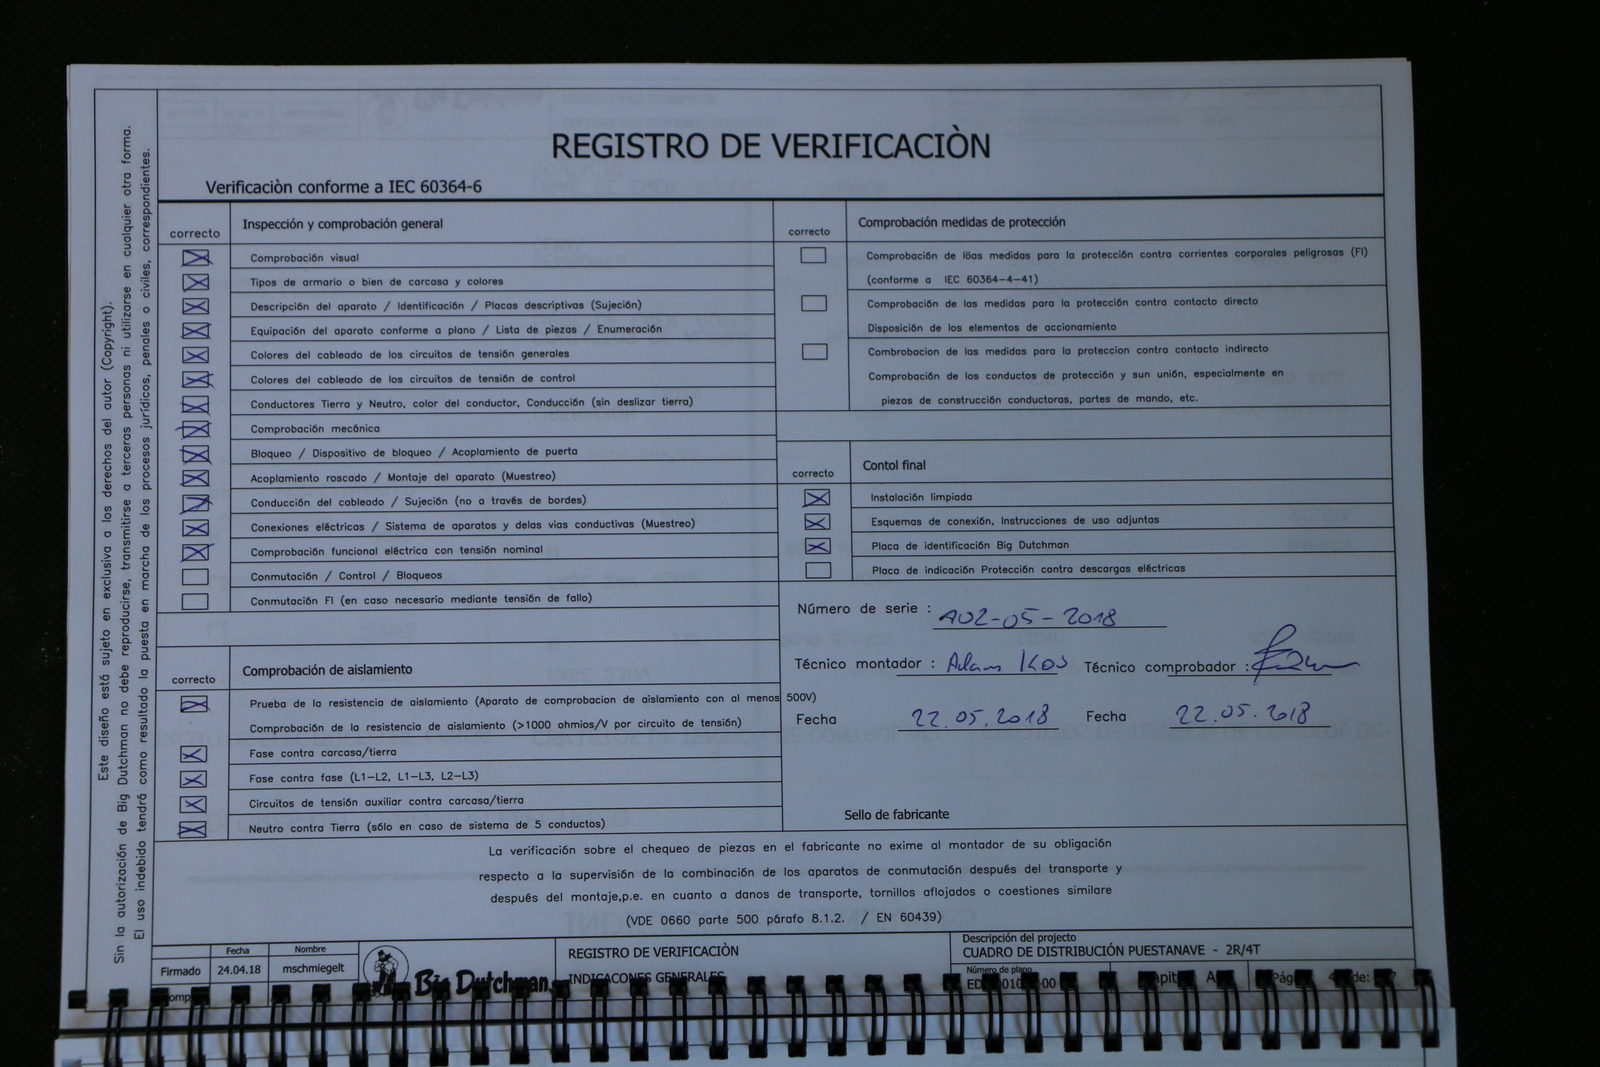 REGISTRO DE VERIFICACIÒN
Verificaciòn conforme a IEC 60364-6
correcto
Inspección y comprobación general
Comprobación visual
Tipos de armario o bien de carcasa y colores
Descripción del aparato / Identificación / Placas descriptivas (Sujeción)
Equipación del aparato conforme a plano / Lista de piezas / Enumeración
Colores del cableado de los circuitos de tensión generales
Colores del cableado de los circuitos de tensión de control
Conductores Tierra y Neutro, color del conductor, Conducción (sin deslizar tierra)
Comprobación mecánica
Bloqueo / Dispositivo de bloqueo / Acoplamiento de puerta
Acoplamiento roscado / Montaje del aparato (Muestreo)
Conducción del cableado / Sujeción (no a través de bordes)
Conexiones eléctricas / Sistema de aparatos y delas vias conductivas (Muestreo)
Comprobación funcional eléctrica con tensión nominal
Conmutación / Control / Bloqueos
Conmutación FI (en caso necesario mediante tensión de fallo)
correcto
Comprobación de aislamiento
Prueba de la resistencia de aislamiento (Aparato de comprobacion de aislamiento con al menos 500V)
Comprobación de la resistencia de aislamiento (>1000 ohmios/V por circuito de tensión)
Fase contra carcasa/tierra
Fase contra fase (L1-L2, L1-L3, L2-L3)
Circuitos de tensión auxiliar contra carcasa/tierra
Neutro contra Tierra (sólo en caso de sistema de 5 conductos)
correcto
Comprobación medidas de protección
Comprobación de l8as medidas para la protección contra corrientes corporales peligrosas (FI)
(conforme a IEC 60364-4-41)
Comprobación de las medidas para la protección contra contacto directo
Disposición de los elementos de accionamiento
Combrobacion de las medidas para la proteccion contra contacto indirecto
Comprobación de los conductos de protección y sun unión, especialmente en
piezas de construcción conductoras, partes de mando, etc.
correcto
Contol final
Instalación limpiada
Esquemas de conexión, Instrucciones de uso adjuntas
Placa de identificación Big Dutchman
Placa de indicación Protección contra descargas eléctricas
Número de serie : A02-05-2018
Técnico montador : Adam Kos Técnico comprobador :
Fecha 22.05.2018 Fecha 22.05.2018
Sello de fabricante
La verificación sobre el chequeo de piezas en el fabricante no exime al montador de su obligación
respecto a la supervisión de la combinación de los aparatos de conmutación después del transporte y
después del montaje,p.e. en cuanto a danos de transporte, tornillos aflojados o coestiones similare
(VDE 0660 parte 500 párafo 8.1.2. / EN 60439)
Este diseño está sujeto en exclusiva a los derechos del autor (Copyright).
Sin la autorización de Big Dutchman no debe reproducirse, transmitirse a terceras personas ni utilizarse en cualquier otra forma.
El uso indebido tendrá como resultado la puesta en marcha de los procesos jurídicos, penales o civiles, correspondientes.
Fecha Nombre
Firmado 24.04.18 mschmiegelt
Big Dutchman
REGISTRO DE VERIFICACIÒN
INDICACONES GENERALES
Descripción del projecto
CUADRO DE DISTRIBUCIÓN PUESTANAVE - 2R/4T
Número de plano